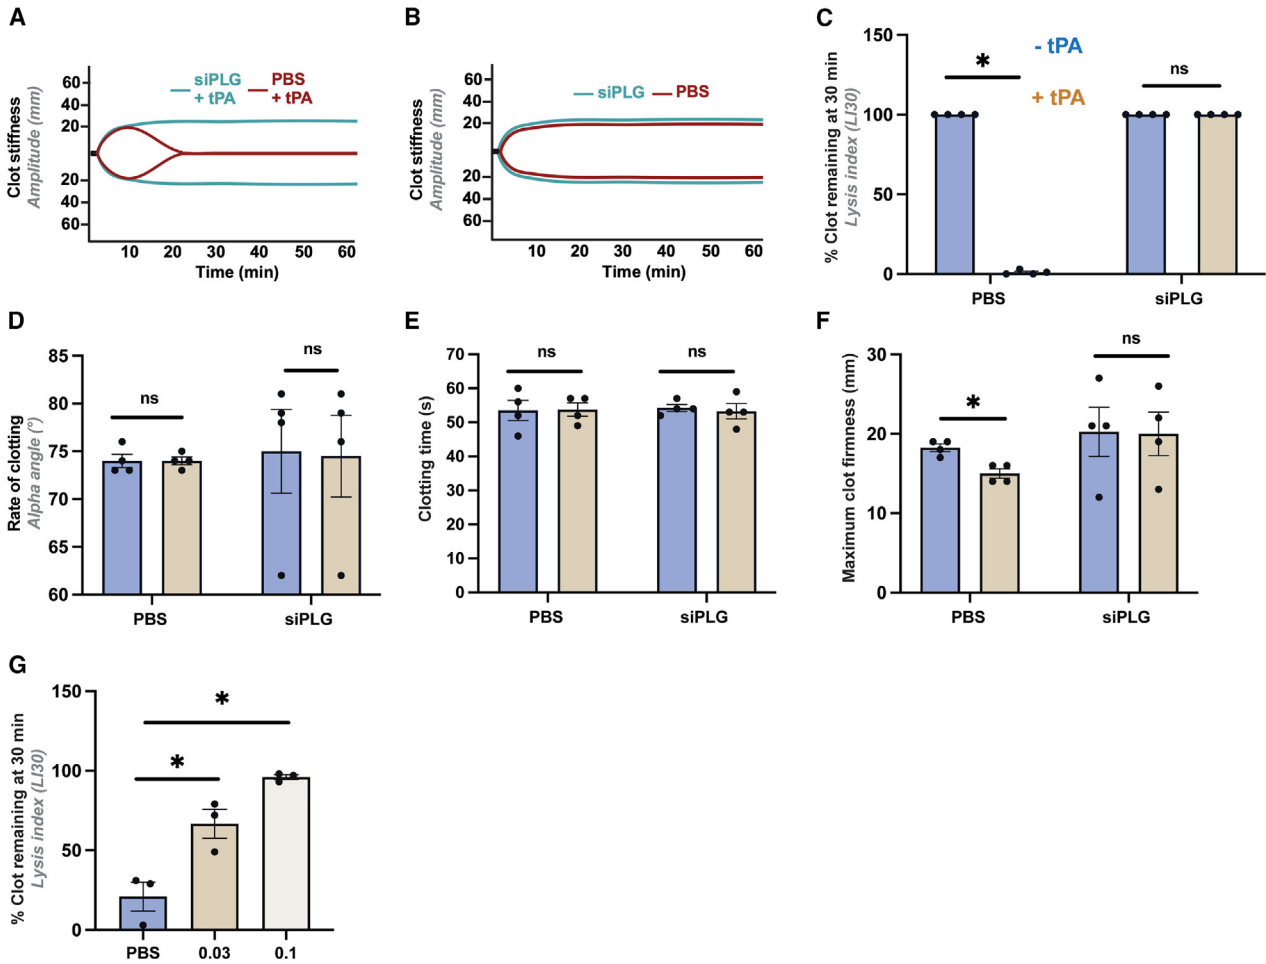 A
siPLG
+ tPA
PBS
+ tPA
Clot stiffness
Amplitude (mm)
60
40
20
20
40
60
10 20 30 40 50 60
Time (min)
B
siPLG PBS
Clot stiffness
Amplitude (mm)
60
40
20
20
40
60
10 20 30 40 50 60
Time (min)
C
% Clot remaining at 30 min
Lysis index (LI30)
150
100
50
0
*
- tPA
+ tPA
ns
PBS siPLG
D
Rate of clotting
Alpha angle (°)
85
80
75
70
65
60
ns
ns
PBS siPLG
E
Clotting time (s)
70
60
50
40
30
20
10
0
ns ns
PBS siPLG
F
Maximum clot firmness (mm)
30
20
10
0
*
ns
PBS siPLG
G
% Clot remaining at 30 min
Lysis index (LI30)
150
100
50
0
*
*
PBS 0.03 0.1